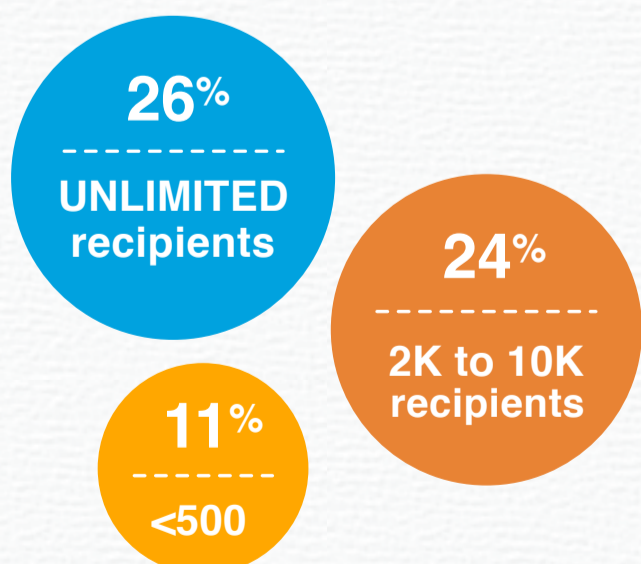 26%
UNLIMITED
recipients
24%
2K to 10K
recipients
11%
<500